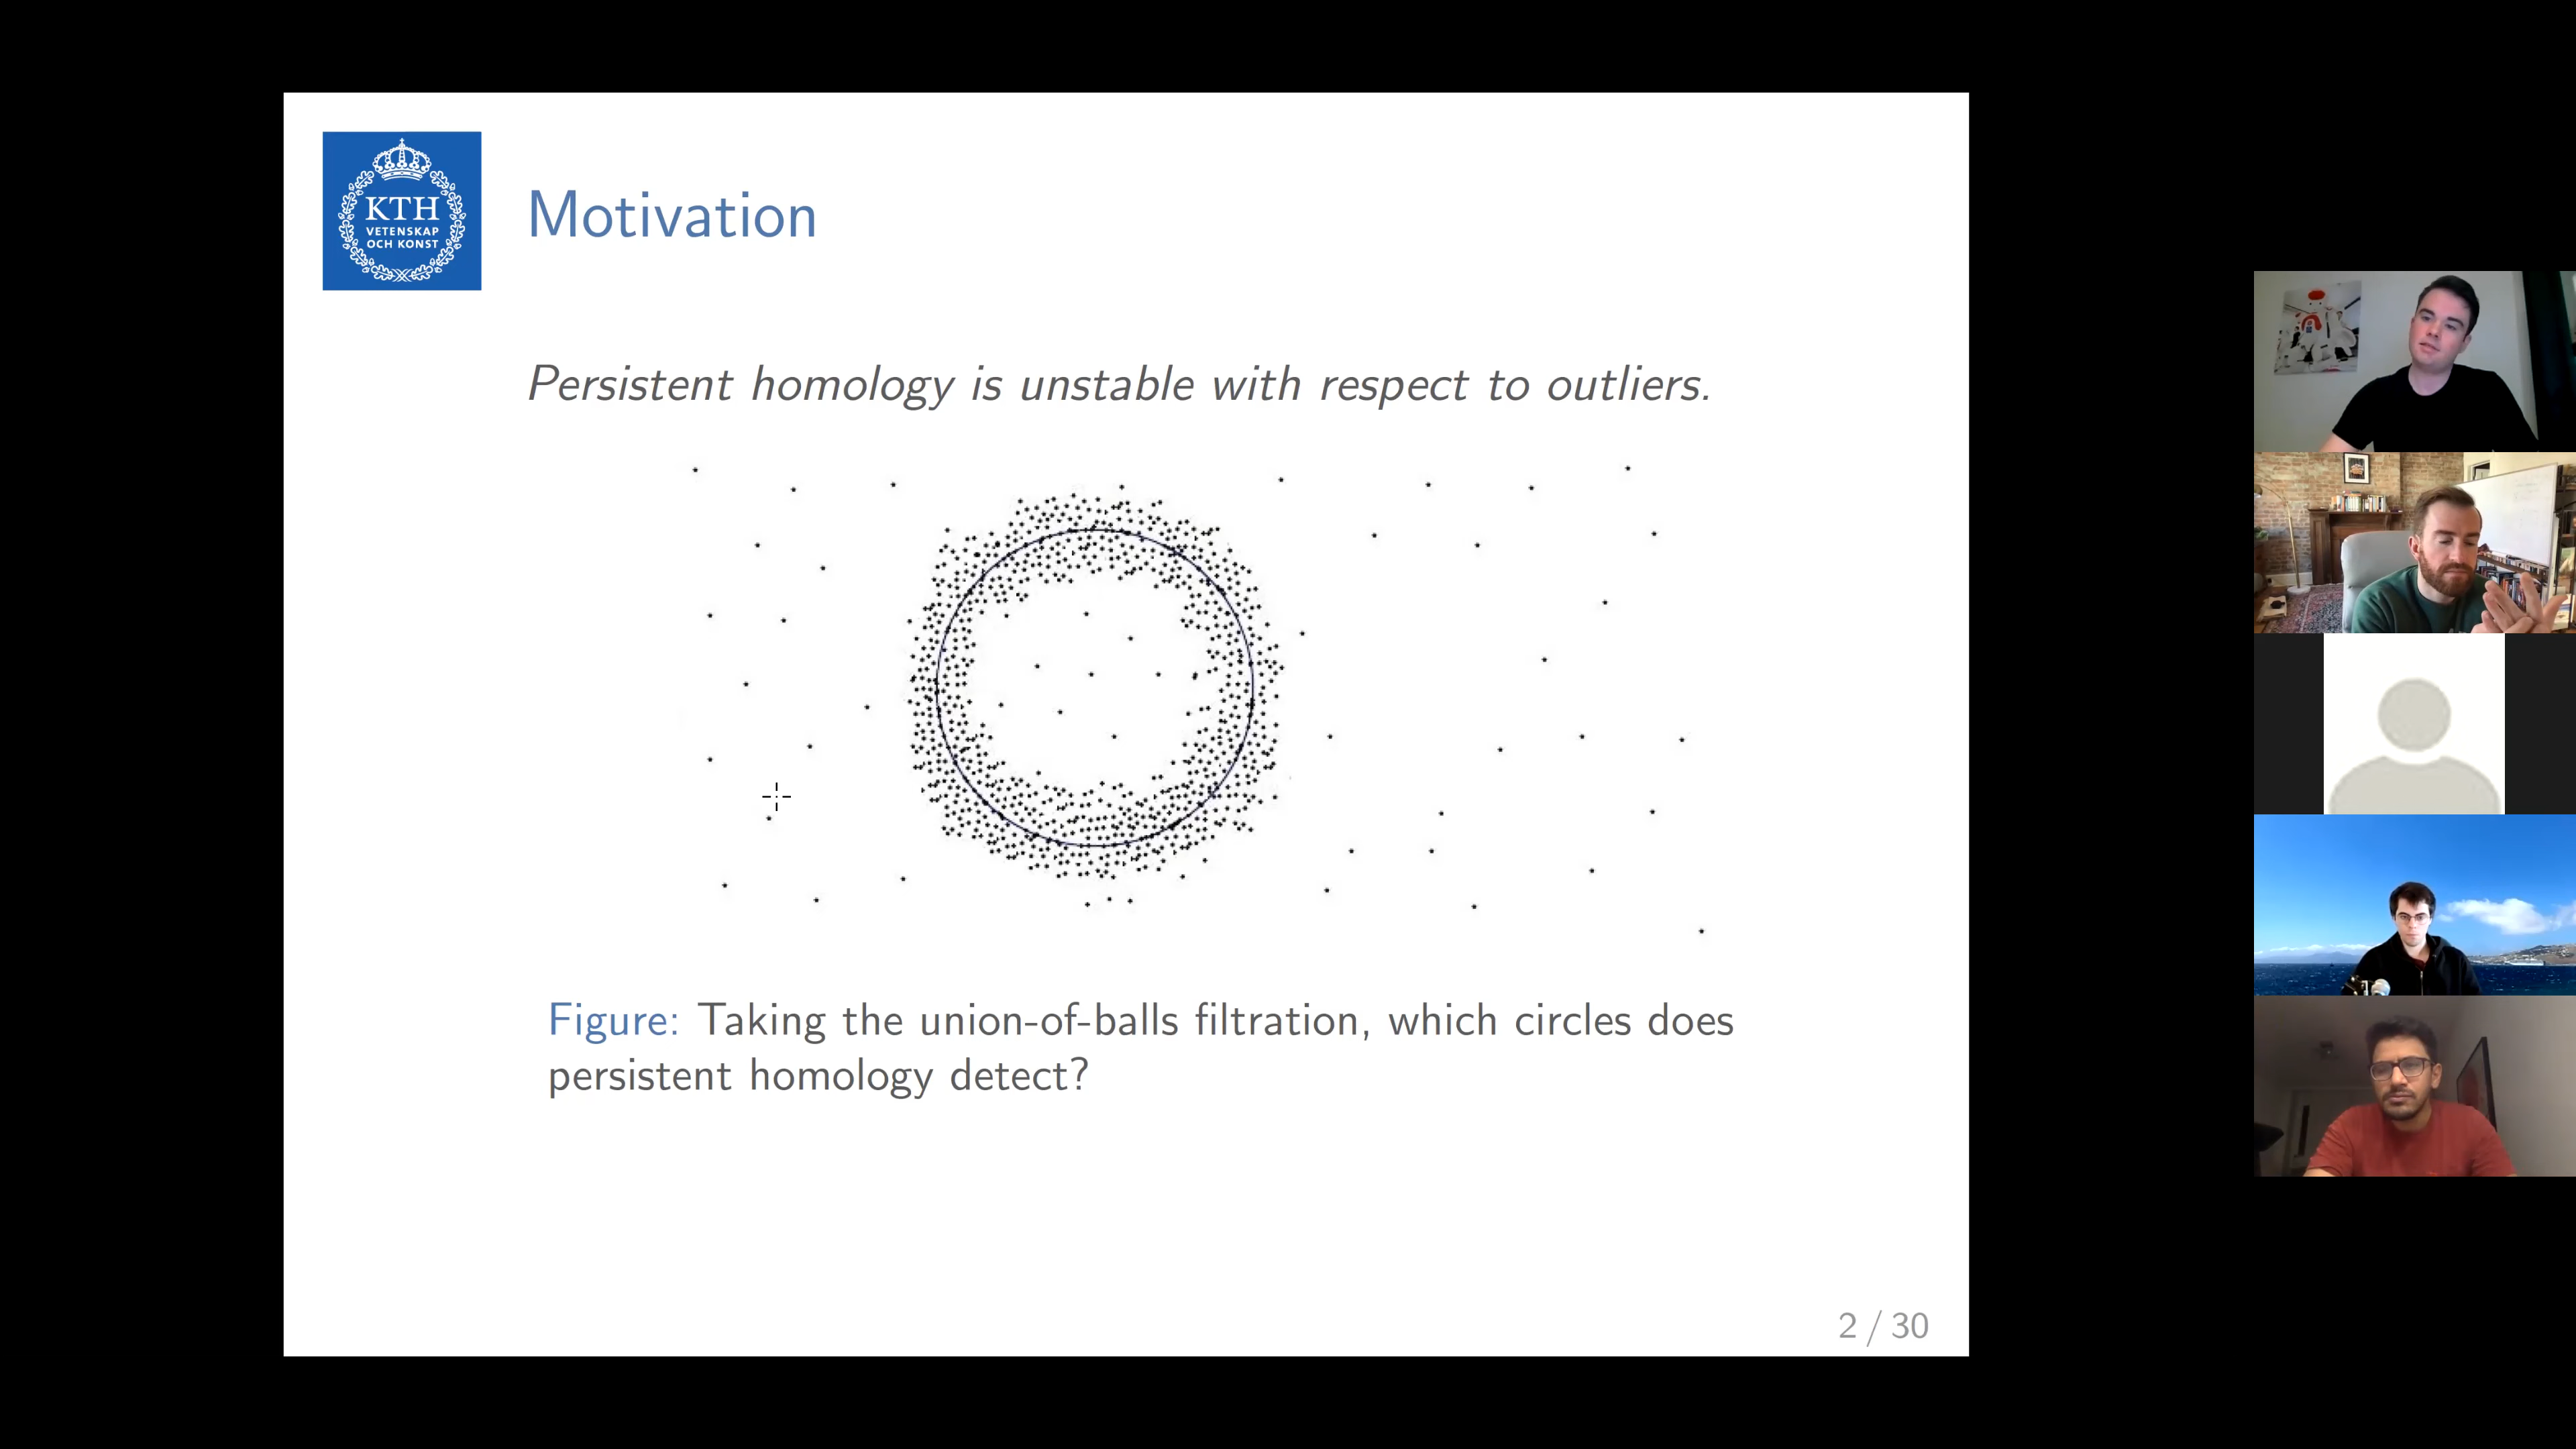 KTH
VETENSKAP
OCH KONST
Motivation
Persistent homology is unstable with respect to outliers.
Figure: Taking the union-of-balls filtration, which circles does
persistent homology detect?
2 / 30